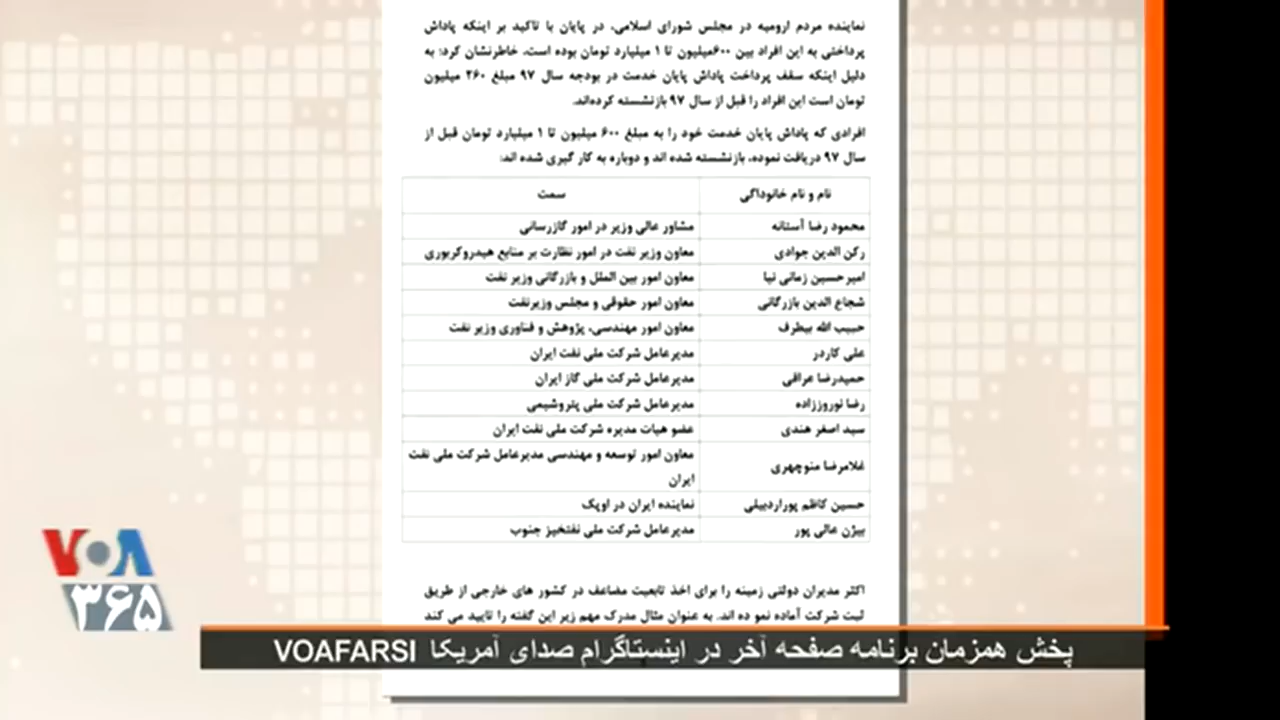 نماینده مردم ارومیه در مجلس شورای اسلامی، در پایان با تاکید بر اینکه پاداش
پرداختی به این افراد بین ۶۰۰میلیون تا ۱ میلیارد تومان بوده است، خاطرنشان کرد: به
دلیل اینکه سقف پرداخت پاداش پایان خدمت در بودجه سال ۹۷ مبلغ ۲۶۰ میلیون
تومان است این افراد را قبل از سال ۹۷ بازنشسته کرده‌اند.
افرادی که پاداش پایان خدمت خود را به مبلغ ۶۰۰ میلیون تا ۱ میلیارد تومان قبل از
سال ۹۷ دریافت نموده، بازنشسته شده اند و دوباره به کار گیری شده اند:
نام و نام خانوداگی سمت
محمود رضا آستانه مشاور عالی وزیر در امور گازرسانی
رکن الدین جوادی معاون وزیر نفت در امور نظارت بر منابع هیدروکربوری
امیرحسین زمانی نیا معاون امور بین الملل و بازرگانی وزیر نفت
شجاع الدین بازرگانی معاون امور حقوقی و مجلس وزیرنفت
حبیب الله بیطرف معاون امور مهندسی، پژوهش و فناوری وزیر نفت
علی کاردر مدیرعامل شرکت ملی نفت ایران
حمیدرضا عراقی مدیرعامل شرکت ملی گاز ایران
رضا نوروززاده مدیرعامل شرکت ملی پتروشیمی
سید اصغر هندی عضو هیات مدیره شرکت ملی نفت ایران
غلامرضا منوچهری معاون امور توسعه و مهندسی مدیرعامل شرکت ملی نفت
ایران
حسین کاظم پوراردبیلی نماینده ایران در اوپک
بیژن عالی پور مدیرعامل شرکت ملی نفتخیز جنوب
اکثر مدیران دولتی زمینه را برای اخذ تابعیت مضاعف در کشور های خارجی از طریق
ثبت شرکت آماده نمو ده اند. به عنوان مثال مدرک مهم زیر این گفته را تایید می کند
VOA
۳۶۵
پخش همزمان برنامه صفحه آخر در اینستاگرام صدای آمریکا VOAFARSI